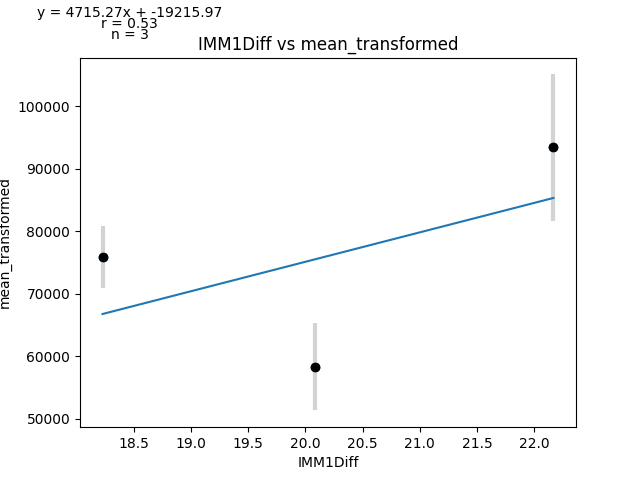 y = 4715.27x + -19215.97
r = 0.53
n = 3
IMM1Diff vs mean_transformed
mean_transformed
100000
90000
80000
70000
60000
50000
18.5 19.0 19.5 20.0 20.5 21.0 21.5 22.0
IMM1Diff